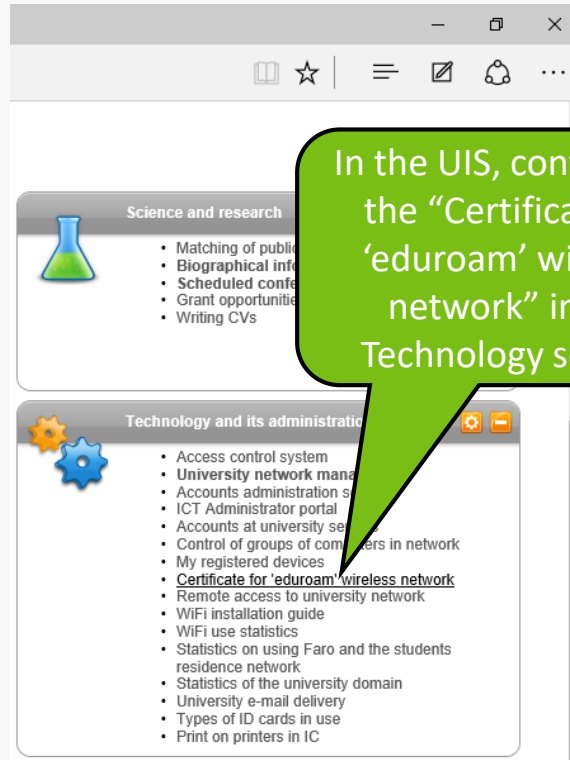 In the UIS, con
the “Certifica
‘eduroam’ wi
network” in
Technology s
Science and research
• Matching of public
• Biographical inf
• Scheduled confe
• Grant opportunitie
• Writing CVs
Technology and its administratio
• Access control system
• University network mana
• Accounts administration s
• ICT Administrator portal
• Accounts at university se
• Control of groups of com ters in network
• My registered devices
• Certificate for 'eduroam' wireless network
• Remote access to university network
• WiFi installation guide
• WiFi use statistics
• Statistics on using Faro and the students
residence network
• Statistics of the university domain
• University e-mail delivery
• Types of ID cards in use
• Print on printers in IC